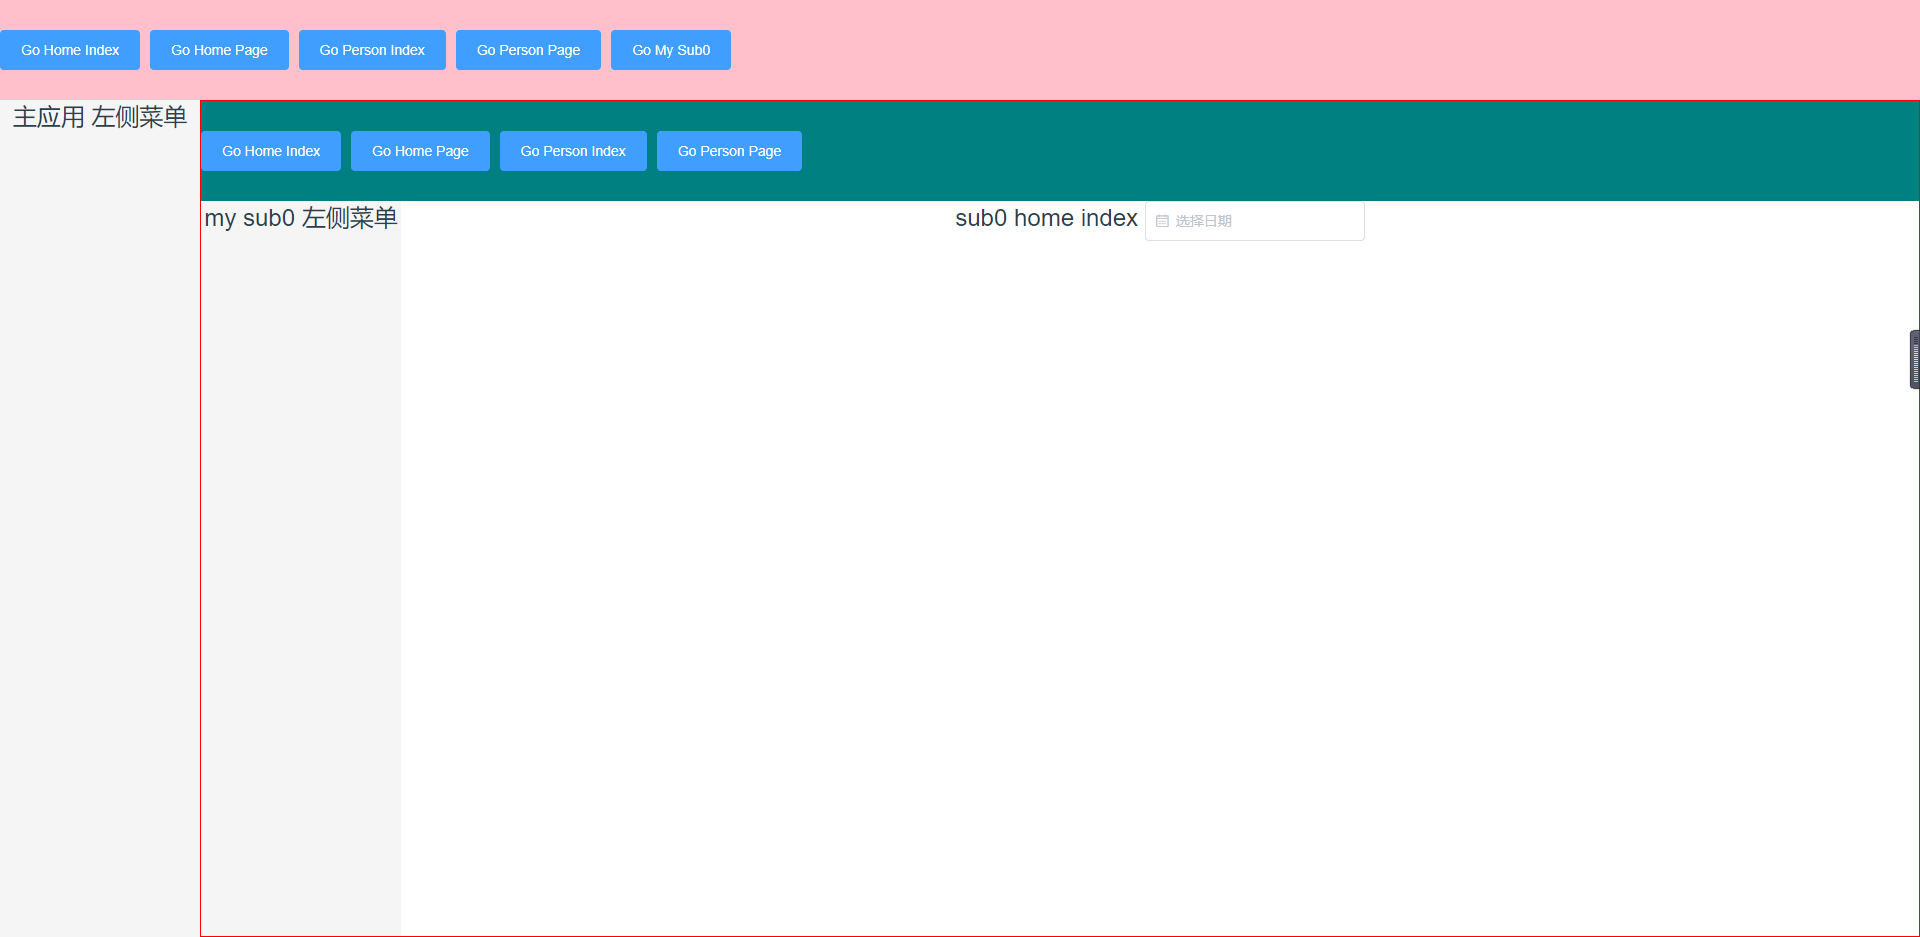 Go Home Index Go Home Page Go Person Index Go Person Page Go My Sub0
主应用 左侧菜单
Go Home Index Go Home Page Go Person Index Go Person Page
my sub0 左侧菜单
sub0 home index 选择日期